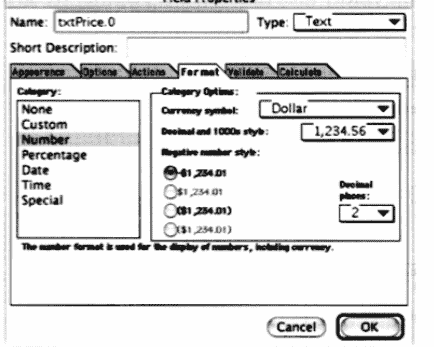 Field Properties
Name: txtPrice.0 Type: Text
Short Description:
Appearance Options Actions Format Validate Calculate
Category: Category Options:
None
Custom
Number
Percentage
Date
Time
Special
Currency symbol: Dollar
Decimal and 1000s style: 1,234.56
Negative number style:
-$1,234.01
$1,234.01
($1,234.01)
($1,234.01)
Decimal places:
2
The number format is used for the display of numbers, including currency.
Cancel OK